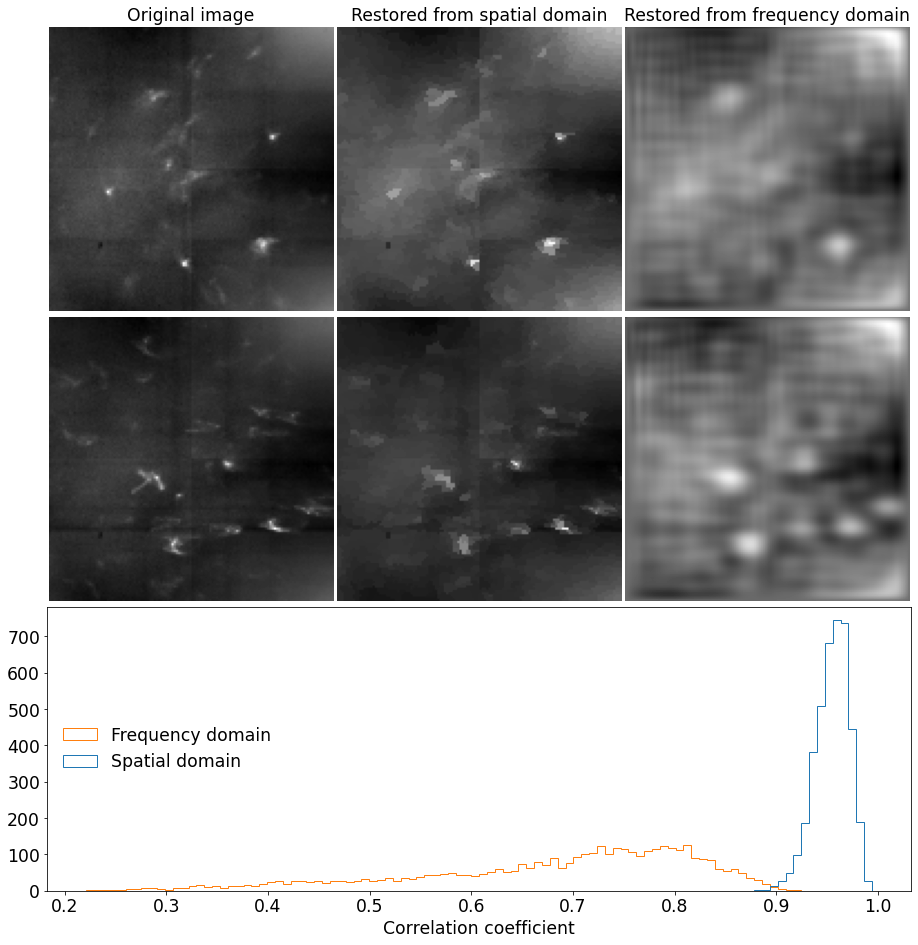 Original image
Restored from spatial domain
Restored from frequency domain
700
600
500
400
300
200
100
0
Frequency domain
Spatial domain
0.2
0.3
0.4
0.5
0.6
0.7
0.8
0.9
1.0
Correlation coefficient